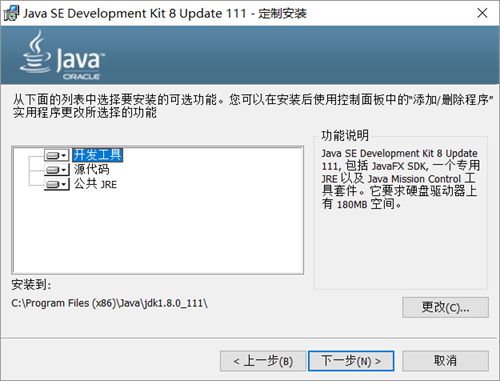 Java SE Development Kit 8 Update 111 - 定制安装
Java
ORACLE
从下面的列表中选择要安装的可选功能。您可以在安装后使用控制面板中的“添加/删除程序”
实用程序更改所选择的功能
功能说明
开发工具
源代码
公共 JRE
Java SE Development Kit 8 Update
111, 包括 JavaFX SDK, 一个专用
JRE 以及 Java Mission Control 工
具套件。它要求硬盘驱动器上
有 180MB 空间。
安装到:
C:\Program Files (x86)\Java\jdk1.8.0_111\
更改(C)...
< 上一步(B)
下一步(N) >
取消